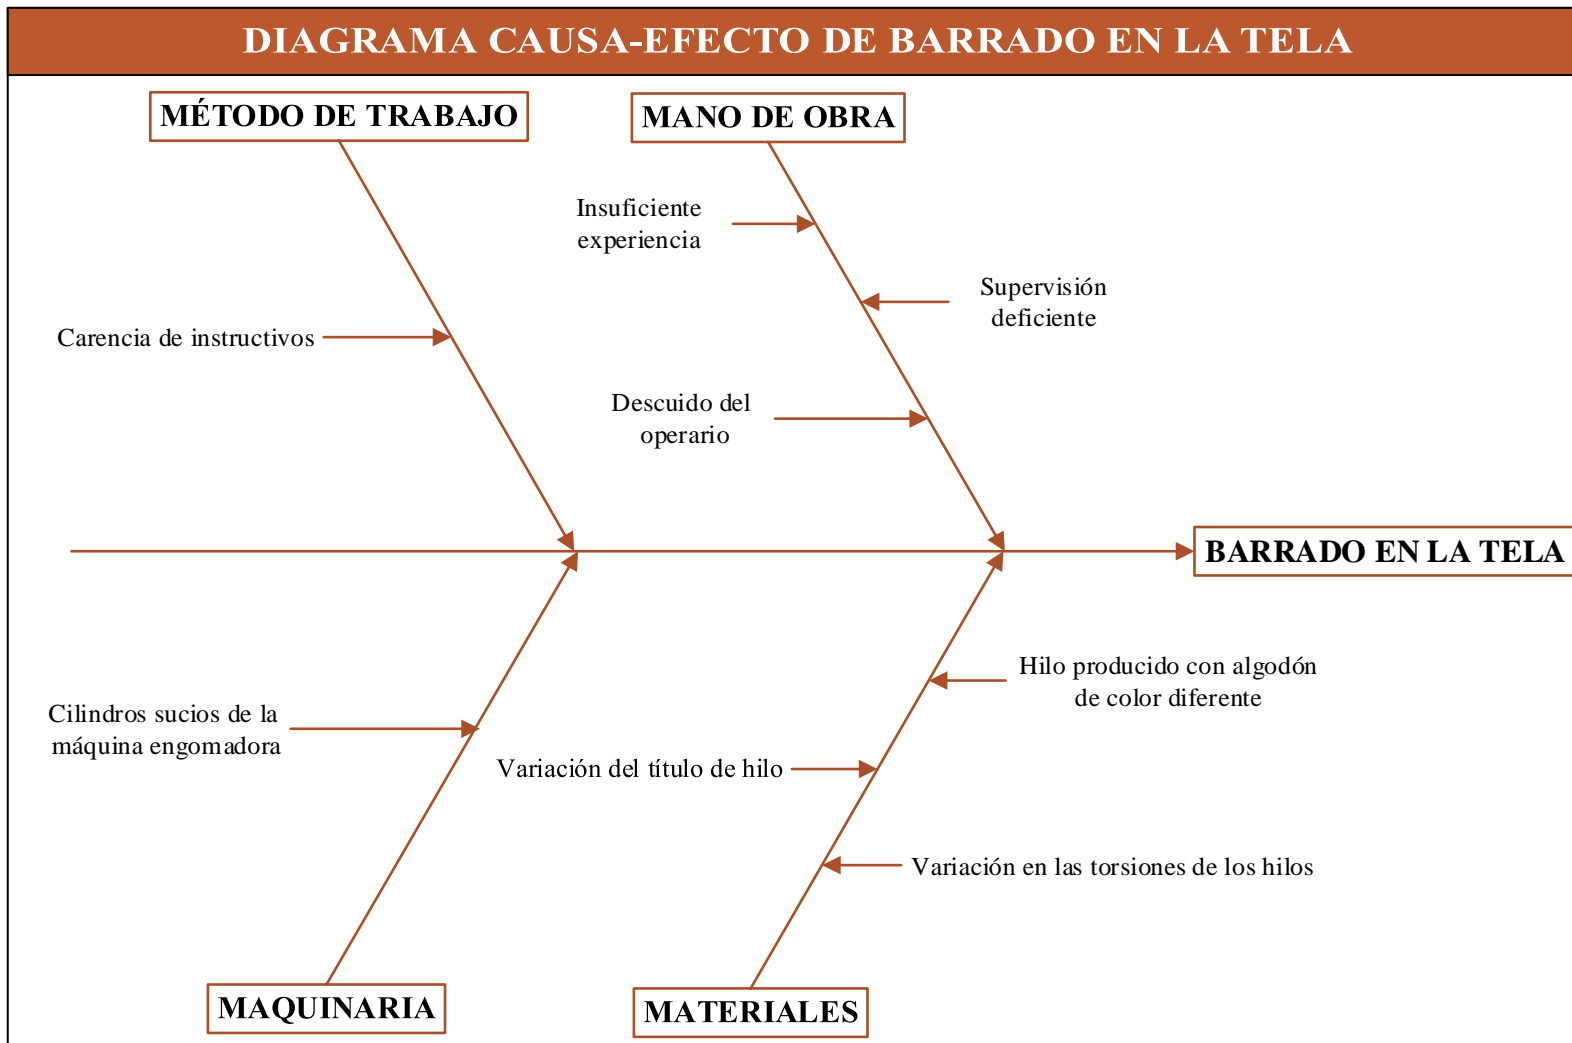 DIAGRAMA CAUSA-EFECTO DE BARRADO EN LA TELA
MÉTODO DE TRABAJO
MANO DE OBRA
Insuficiente
experiencia
Supervisión
deficiente
Carencia de instructivos
Descuido del
operario
BARRADO EN LA TELA
Hilo producido con algodón
de color diferente
Cilindros sucios de la
máquina engomadora
Variación del título de hilo
Variación en las torsiones de los hilos
MAQUINARIA
MATERIALES